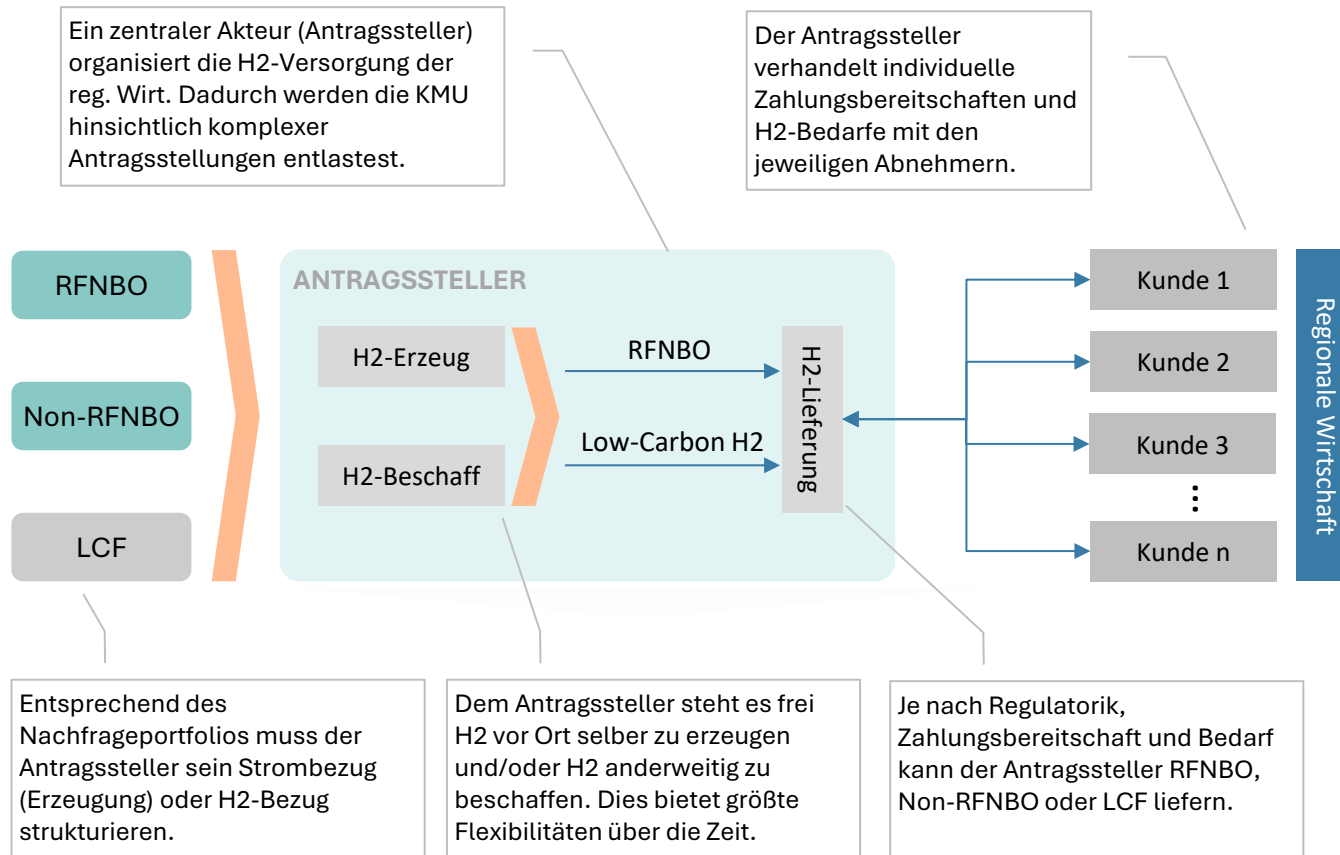 Ein zentraler Akteur (Antragssteller)
organisiert die H2-Versorgung der
reg. Wirt. Dadurch werden die KMU
hinsichtlich komplexer
Antragsstellungen entlastest.
Der Antragssteller
verhandelt individuelle
Zahlungsbereitschaften und
H2-Bedarfe mit den
jeweiligen Abnehmern.
RFNBO
Non-RFNBO
LCF
ANTRAGSSTELLER
H2-Erzeug
H2-Beschaff
RFNBO
Low-Carbon H2
H2-Lieferung
Kunde 1
Kunde 2
Kunde 3
⋮
Kunde n
Regionale Wirtschaft
Entsprechend des
Nachfrageportfolios muss der
Antragssteller sein Strombezug
(Erzeugung) oder H2-Bezug
strukturieren.
Dem Antragssteller steht es frei
H2 vor Ort selber zu erzeugen
und/oder H2 anderweitig zu
beschaffen. Dies bietet größte
Flexibilitäten über die Zeit.
Je nach Regulatorik,
Zahlungsbereitschaft und Bedarf
kann der Antragssteller RFNBO,
Non-RFNBO oder LCF liefern.